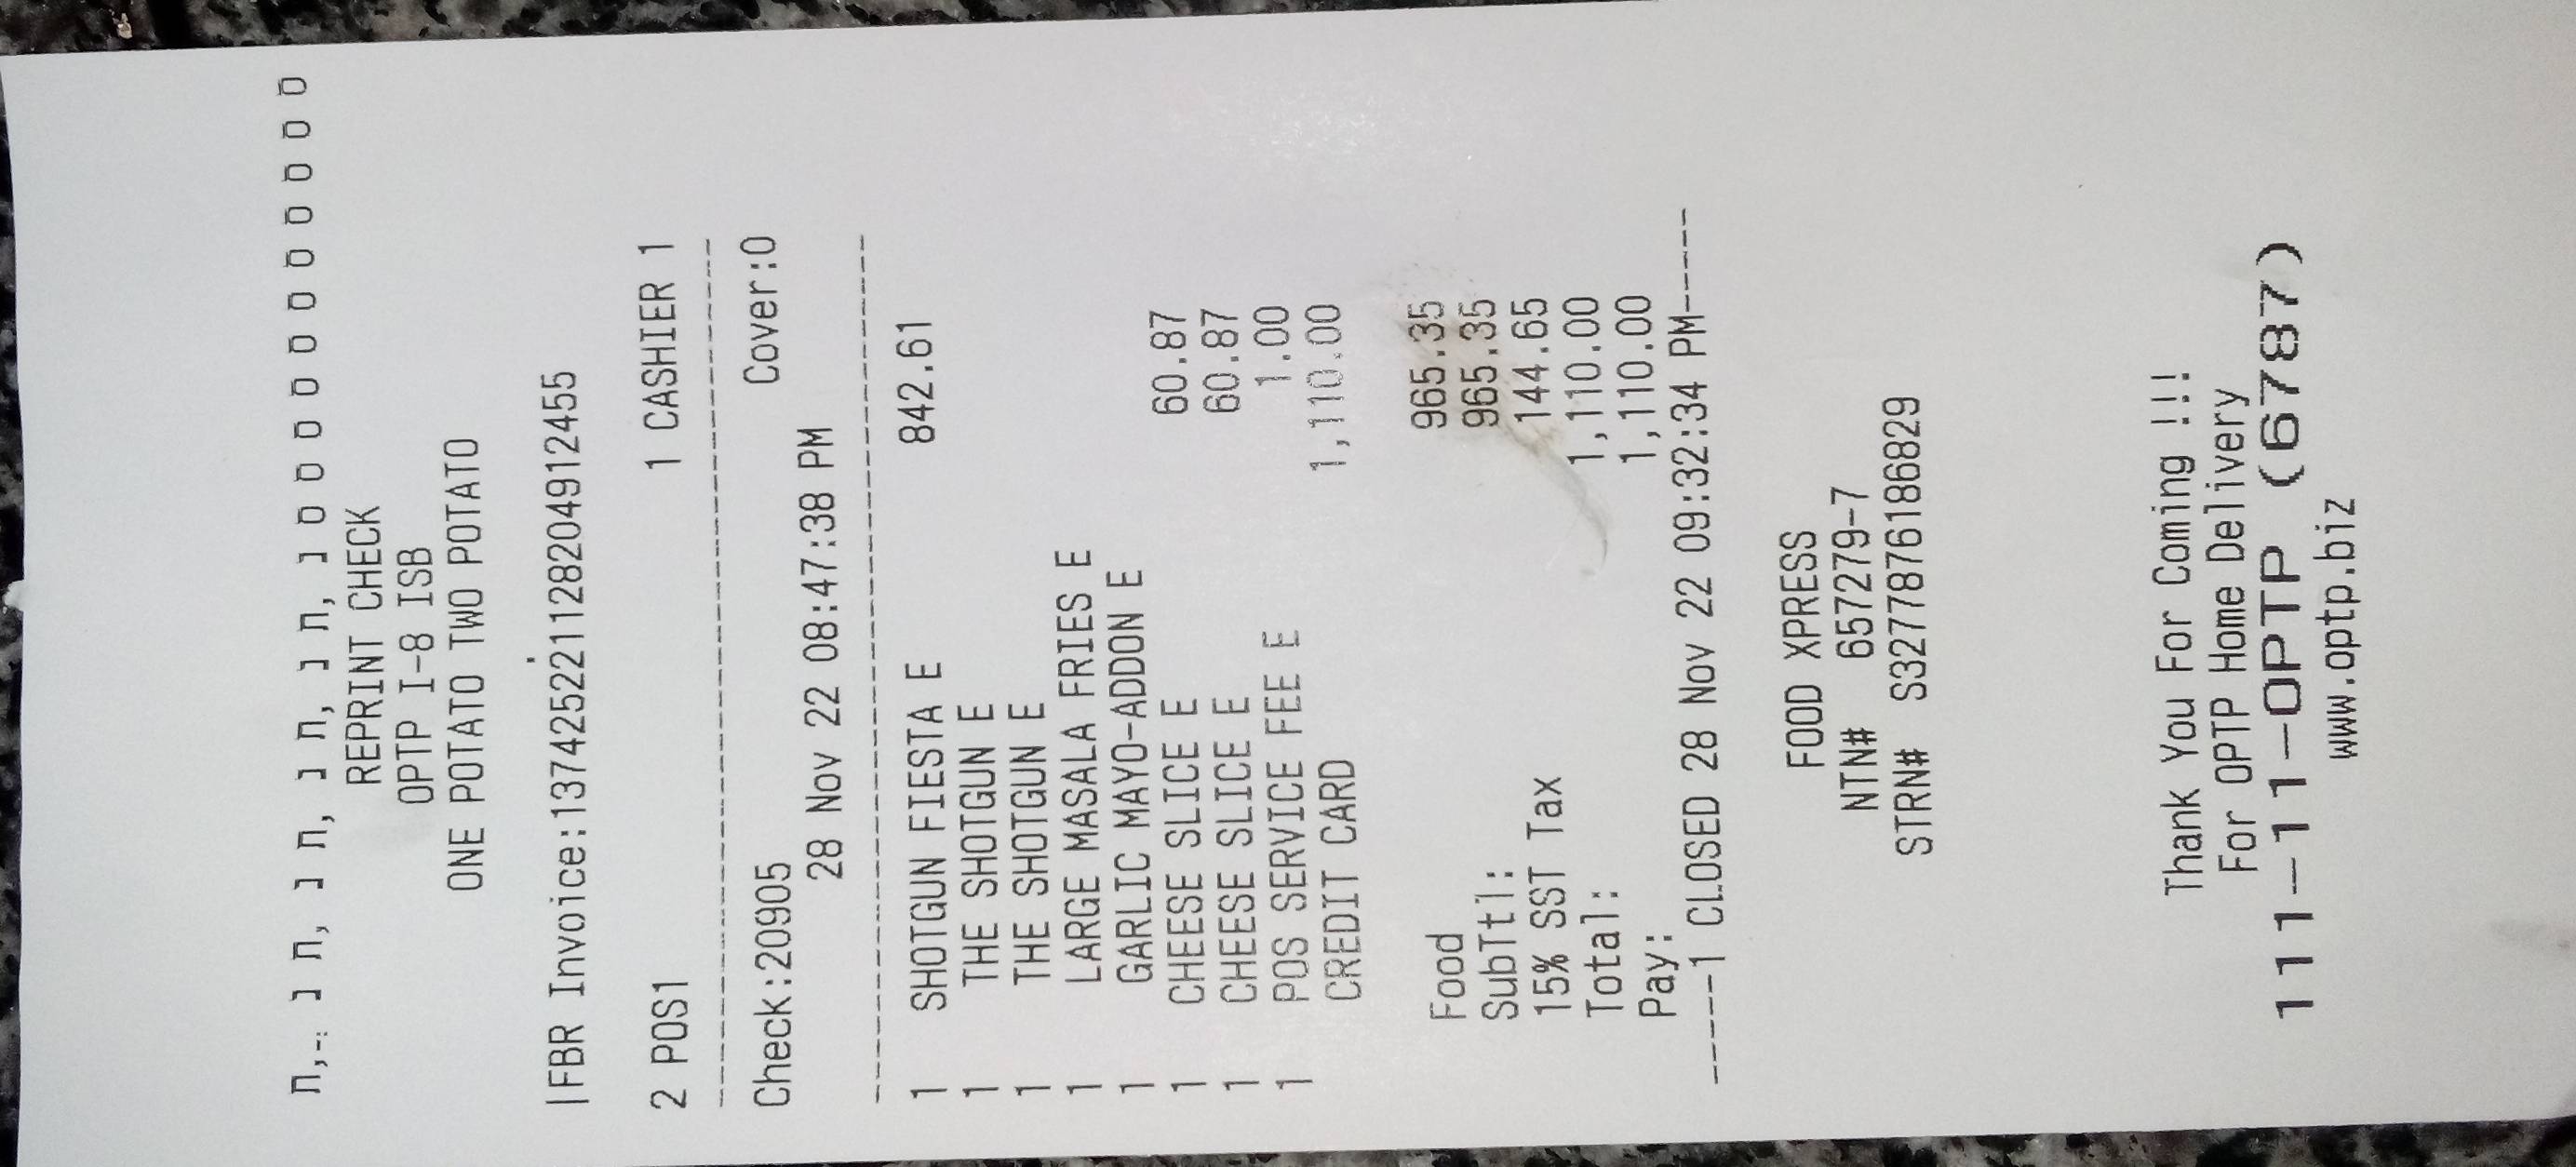 REPRINT CHECK
OPTP I-8 ISB
ONE POTATO TWO POTATO
|FBR Invoice:137425221128204912455
2 POS1 1 CASHIER 1
Check:20905 Cover:0
28 Nov 22 08:47:38 PM
1 SHOTGUN FIESTA E 842.61
1 THE SHOTGUN E
1 THE SHOTGUN E
1 LARGE MASALA FRIES E
1 GARLIC MAYO-ADDON E
1 CHEESE SLICE E 60.87
1 CHEESE SLICE E 60.87
1 POS SERVICE FEE E 1.00
CREDIT CARD 1,110.00
Food 965.35
SubTtl: 965.35
15% SST Tax 144.65
Total: 1,110.00
Pay: 1,110.00
-----1 CLOSED 28 Nov 22 09:32:34 PM-----
FOOD XPRESS
NTN# 657279-7
STRN# S3277876186829
Thank You For Coming !!!
For OPTP Home Delivery
111-11-OPTP (6787)
www.optp.biz